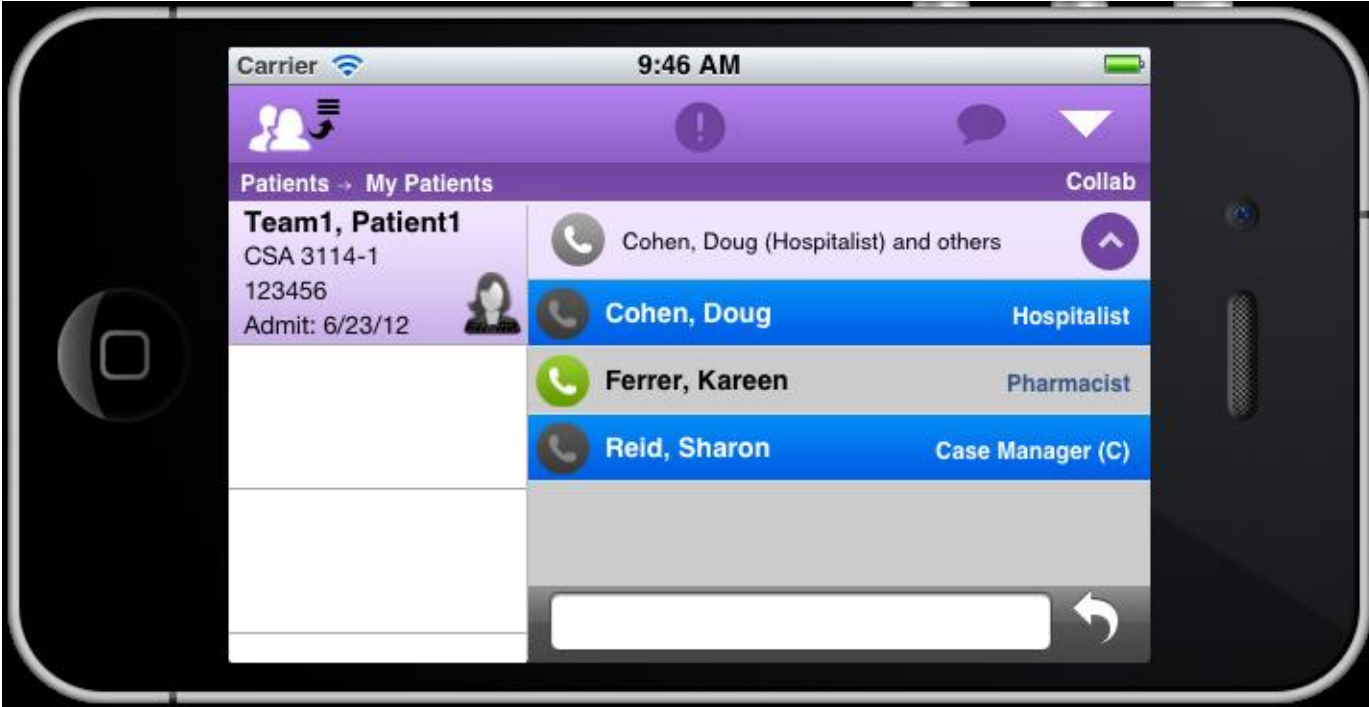 Carrier 9:46 AM
Patients → My Patients Collab
Team1, Patient1
CSA 3114-1
123456
Admit: 6/23/12
Cohen, Doug (Hospitalist) and others
Cohen, Doug Hospitalist
Ferrer, Kareen Pharmacist
Reid, Sharon Case Manager (C)